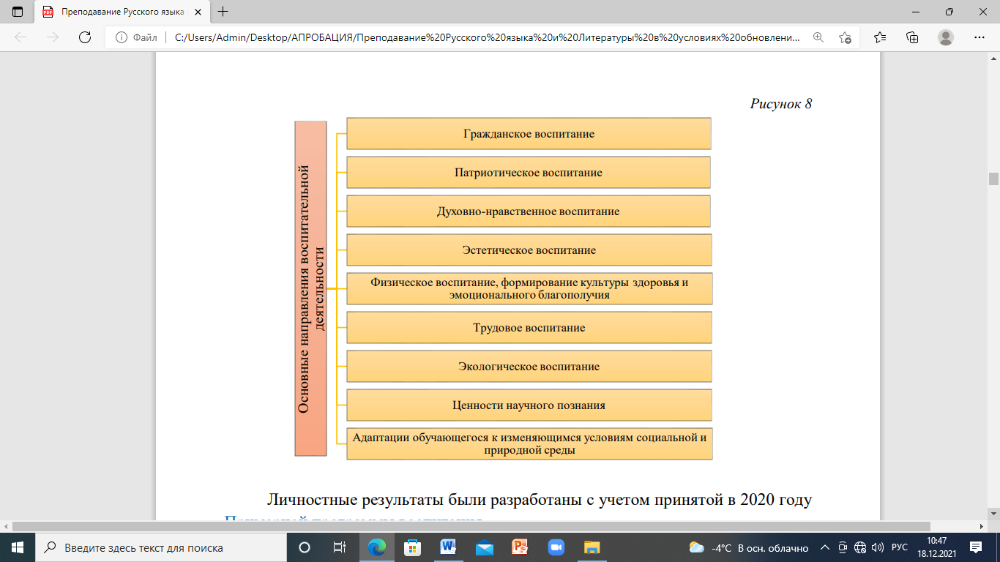 Преподавание Русского языка
Файл
C:/Users/Admin/Desktop/АПРОБАЦИЯ/Преподавание%20Русского%20языка%20и%20Литературы%20в%20условиях%20обновлени...
Рисунок 8
Основные направления воспитательной
деятельности
Гражданское воспитание
Патриотическое воспитание
Духовно-нравственное воспитание
Эстетическое воспитание
Физическое воспитание, формирование культуры здоровья и
эмоционального благополучия
Трудовое воспитание
Экологическое воспитание
Ценности научного познания
Адаптации обучающегося к изменяющимся условиям социальной и
природной среды
Личностные результаты были разработаны с учетом принятой в 2020 году
Примерной программы воспитания
Введите здесь текст для поиска
-4°C В осн. облачно
РУС
10:47
18.12.2021